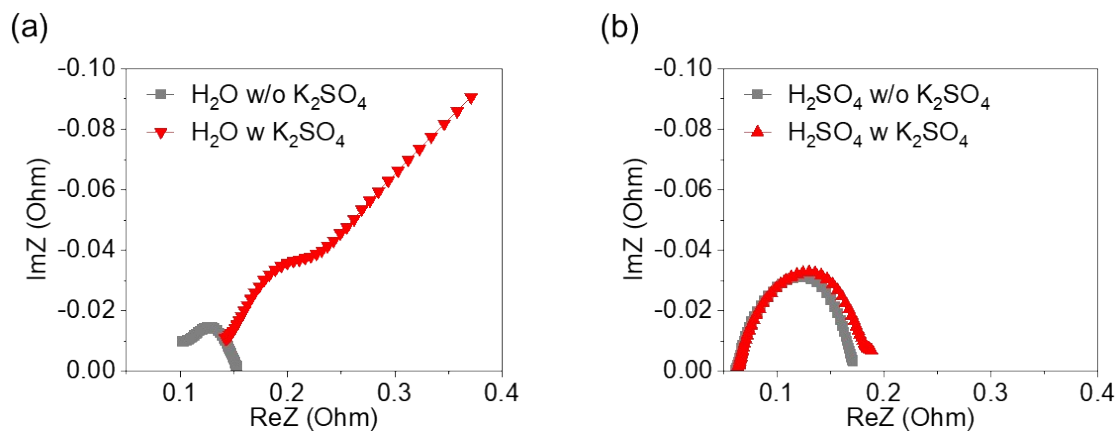 (a)
-0.10
-0.08
-0.06
-0.04
-0.02
0.00
ImZ (Ohm)
H₂O w/o K₂SO₄
H₂O w K₂SO₄
0.1 0.2 0.3 0.4
ReZ (Ohm)
(b)
-0.10
-0.08
-0.06
-0.04
-0.02
0.00
ImZ (Ohm)
H₂SO₄ w/o K₂SO₄
H₂SO₄ w K₂SO₄
0.1 0.2 0.3 0.4
ReZ (Ohm)